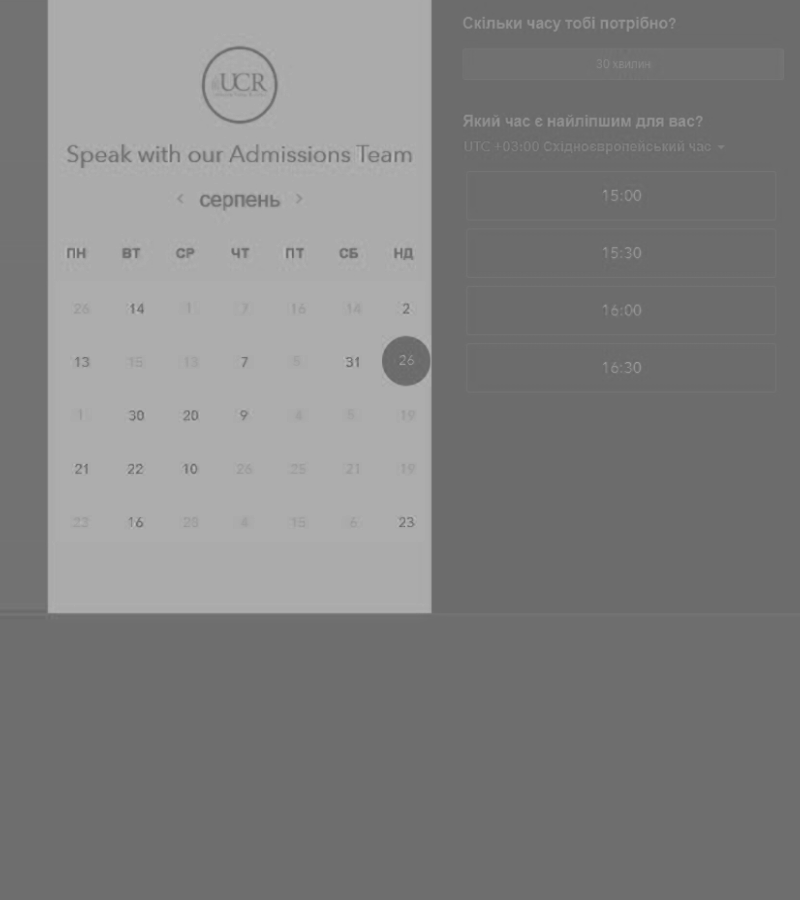 UCR
Speak with our Admissions Team
‹ серпень ›
ПН ВТ СР ЧТ ПТ СБ НД
26 14 1 7 16 14 2
13 15 13 7 5 31 26
1 30 20 9 4 5 19
21 22 10 26 25 21 19
23 16 28 4 15 6 23
Скільки часу тобі потрібно?
30 хвилин
Який час є найліпшим для вас?
UTC +03:00 Східноєвропейський час
15:00
15:30
16:00
16:30